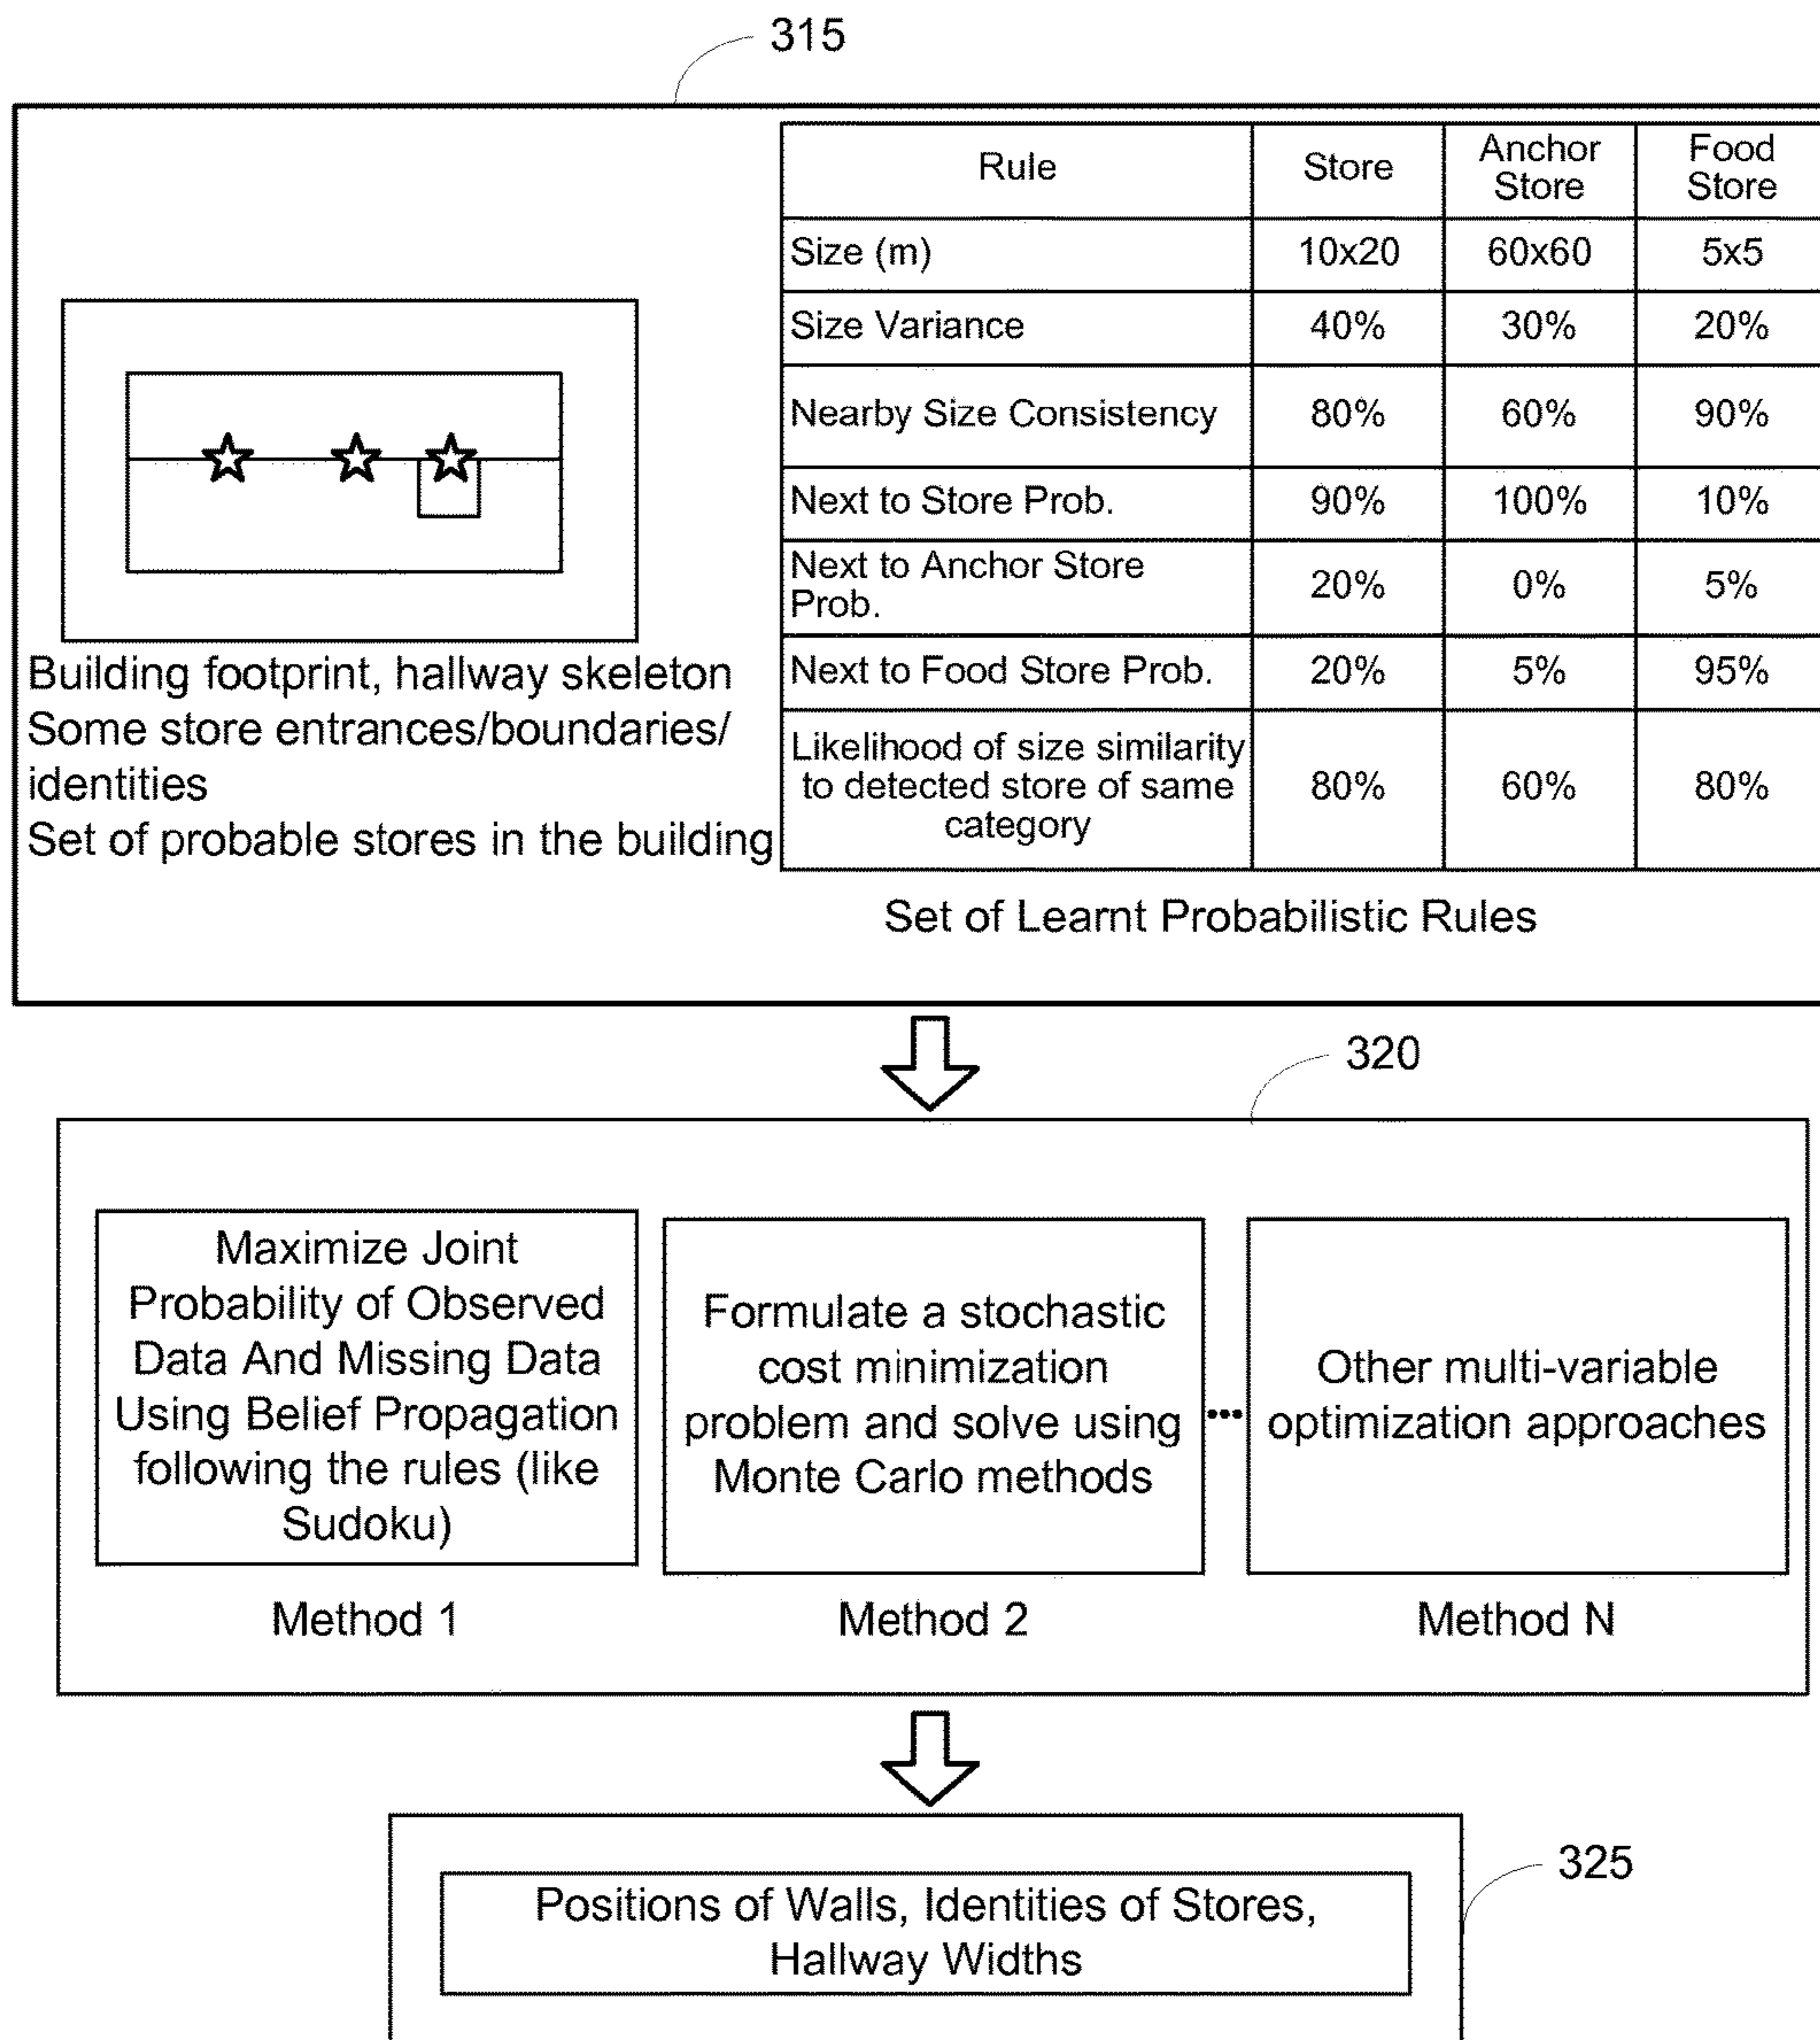 315
Rule Store Anchor Store Food Store
Size (m) 10x20 60x60 5x5
Size Variance 40% 30% 20%
Nearby Size Consistency 80% 60% 90%
Next to Store Prob. 90% 100% 10%
Next to Anchor Store
Prob. 20% 0% 5%
Next to Food Store Prob. 20% 5% 95%
Likelihood of size similarity
to detected store of same
category 80% 60% 80%
Building footprint, hallway skeleton
Some store entrances/boundaries/
identities
Set of probable stores in the building
Set of Learnt Probabilistic Rules
320
Maximize Joint
Probability of Observed
Data And Missing Data
Using Belief Propagation
following the rules (like
Sudoku)
Method 1
Formulate a stochastic
cost minimization
problem and solve using
Monte Carlo methods
Method 2
...
Other multi-variable
optimization approaches
Method N
325
Positions of Walls, Identities of Stores,
Hallway Widths